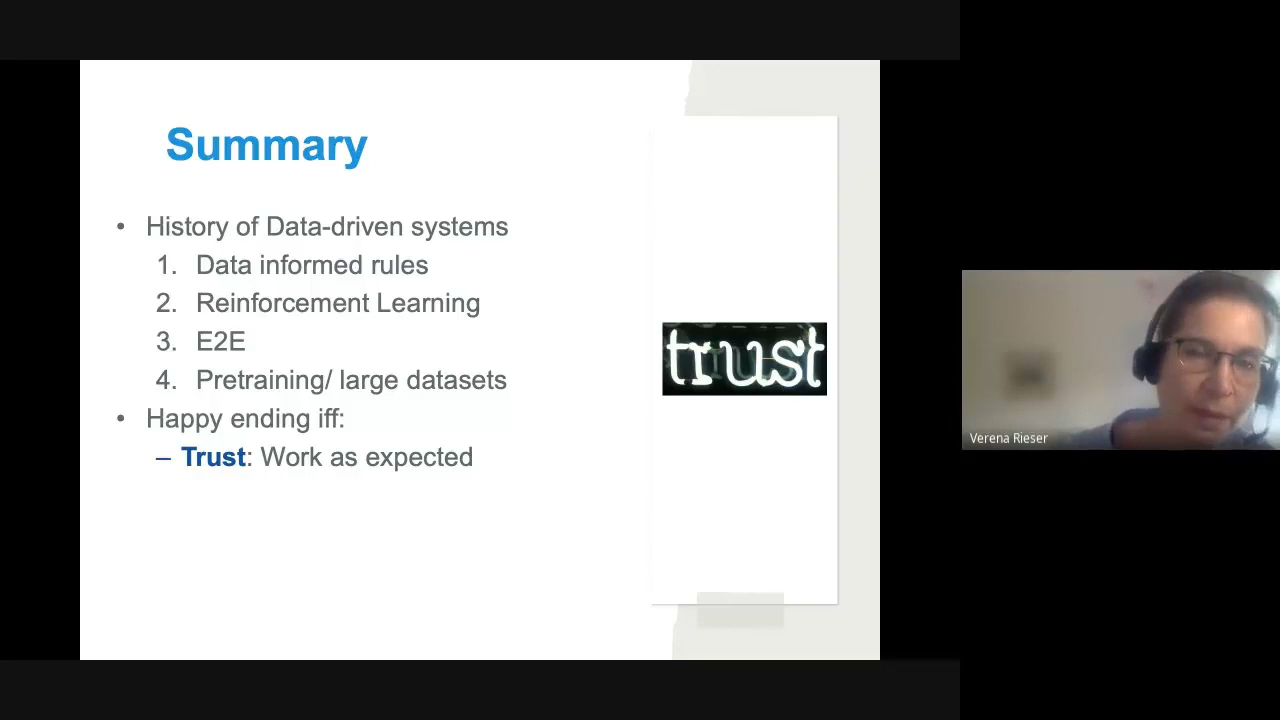 Summary
• History of Data-driven systems
1. Data informed rules
2. Reinforcement Learning
3. E2E
4. Pretraining/ large datasets
• Happy ending iff:
– Trust: Work as expected
trust
Verena Rieser